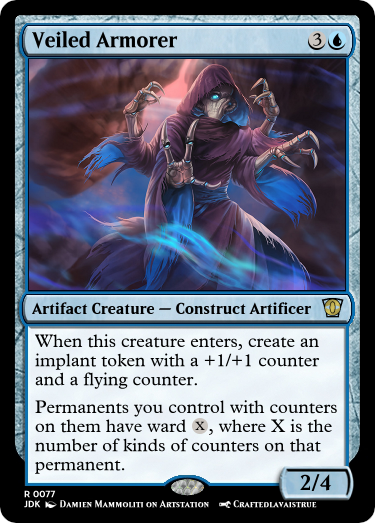 Veiled Armorer 3
Artifact Creature — Construct Artificer
When this creature enters, create an
implant token with a +1/+1 counter
and a flying counter.
Permanents you control with counters
on them have ward X, where X is the
number of kinds of counters on that
permanent.
2/4
R 0077
JDK Damien Mammoliti on Artstation Craftedlavaistrue